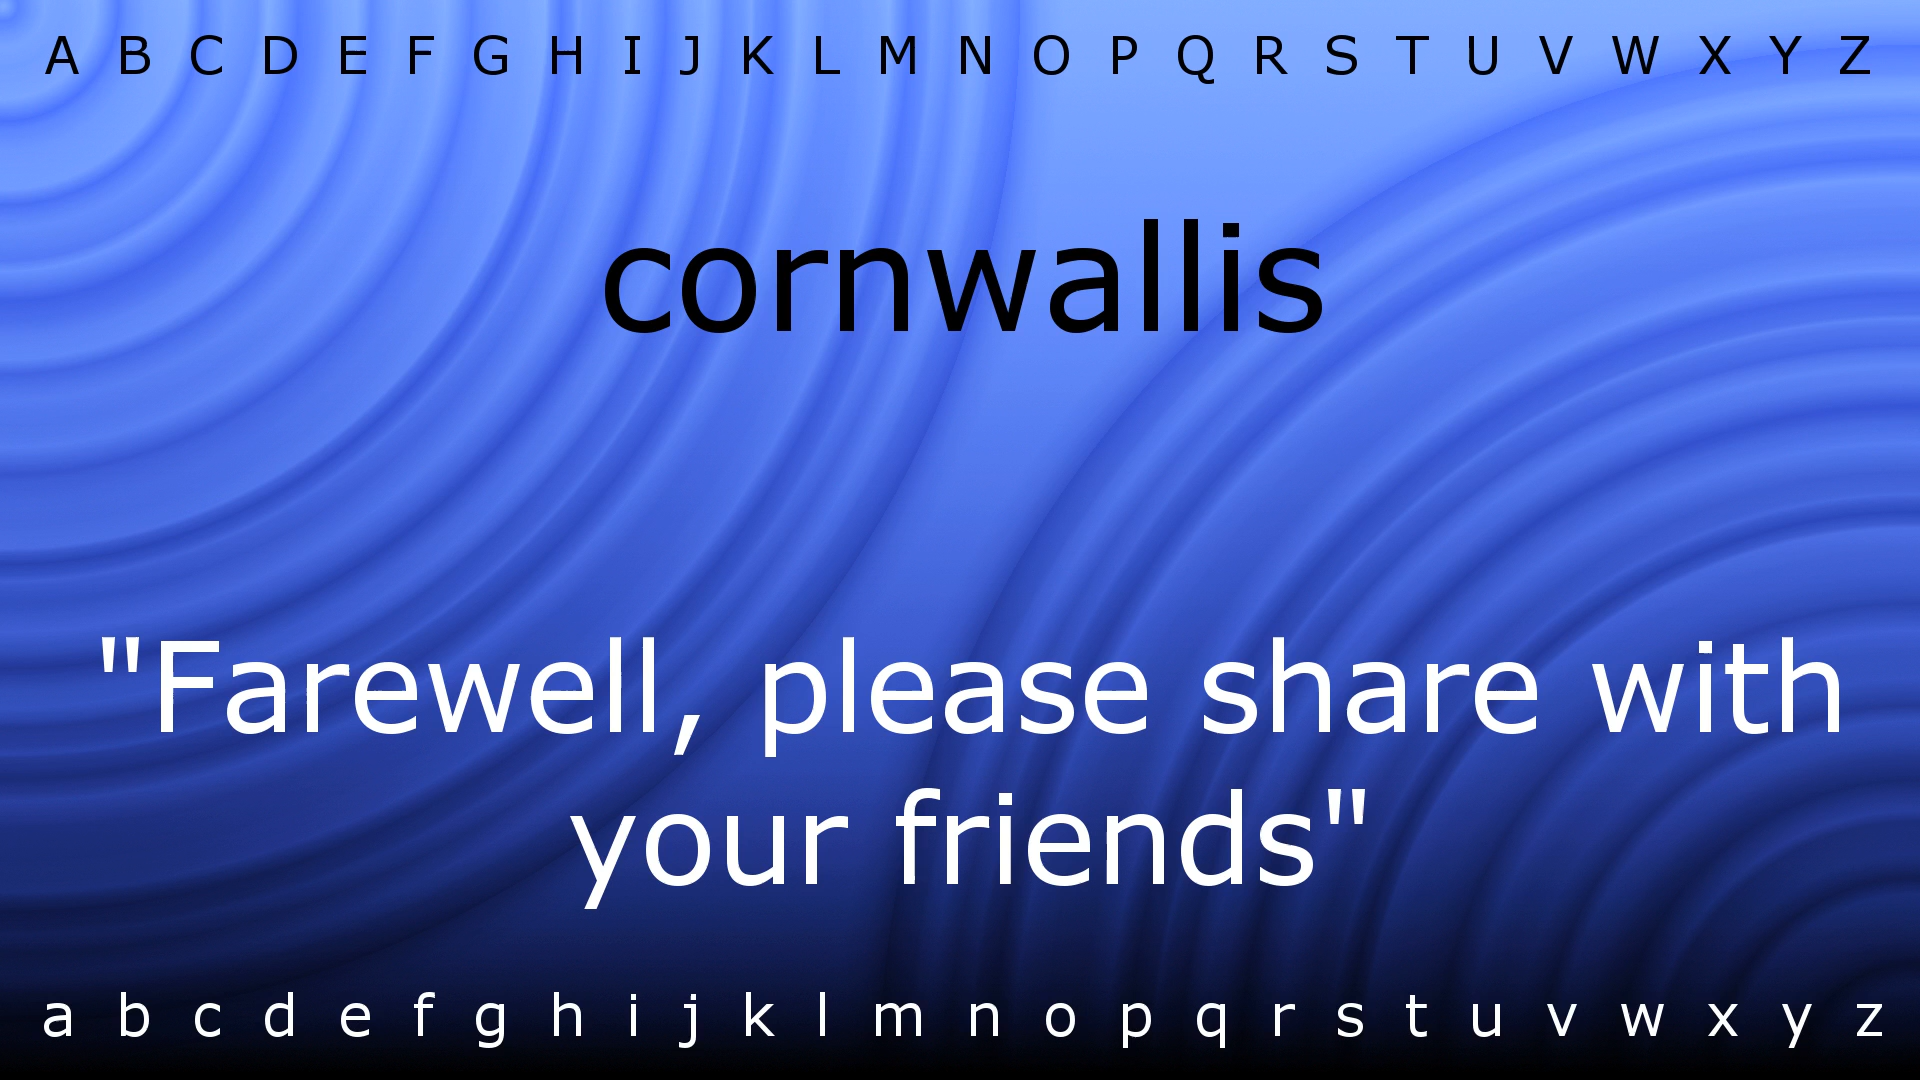 A B C D E F G H I J K L M N O P Q R S T U V W X Y Z
cornwallis
"Farewell, please share with
your friends"
a b c d e f g h i j k l m n o p q r s t u v w x y z